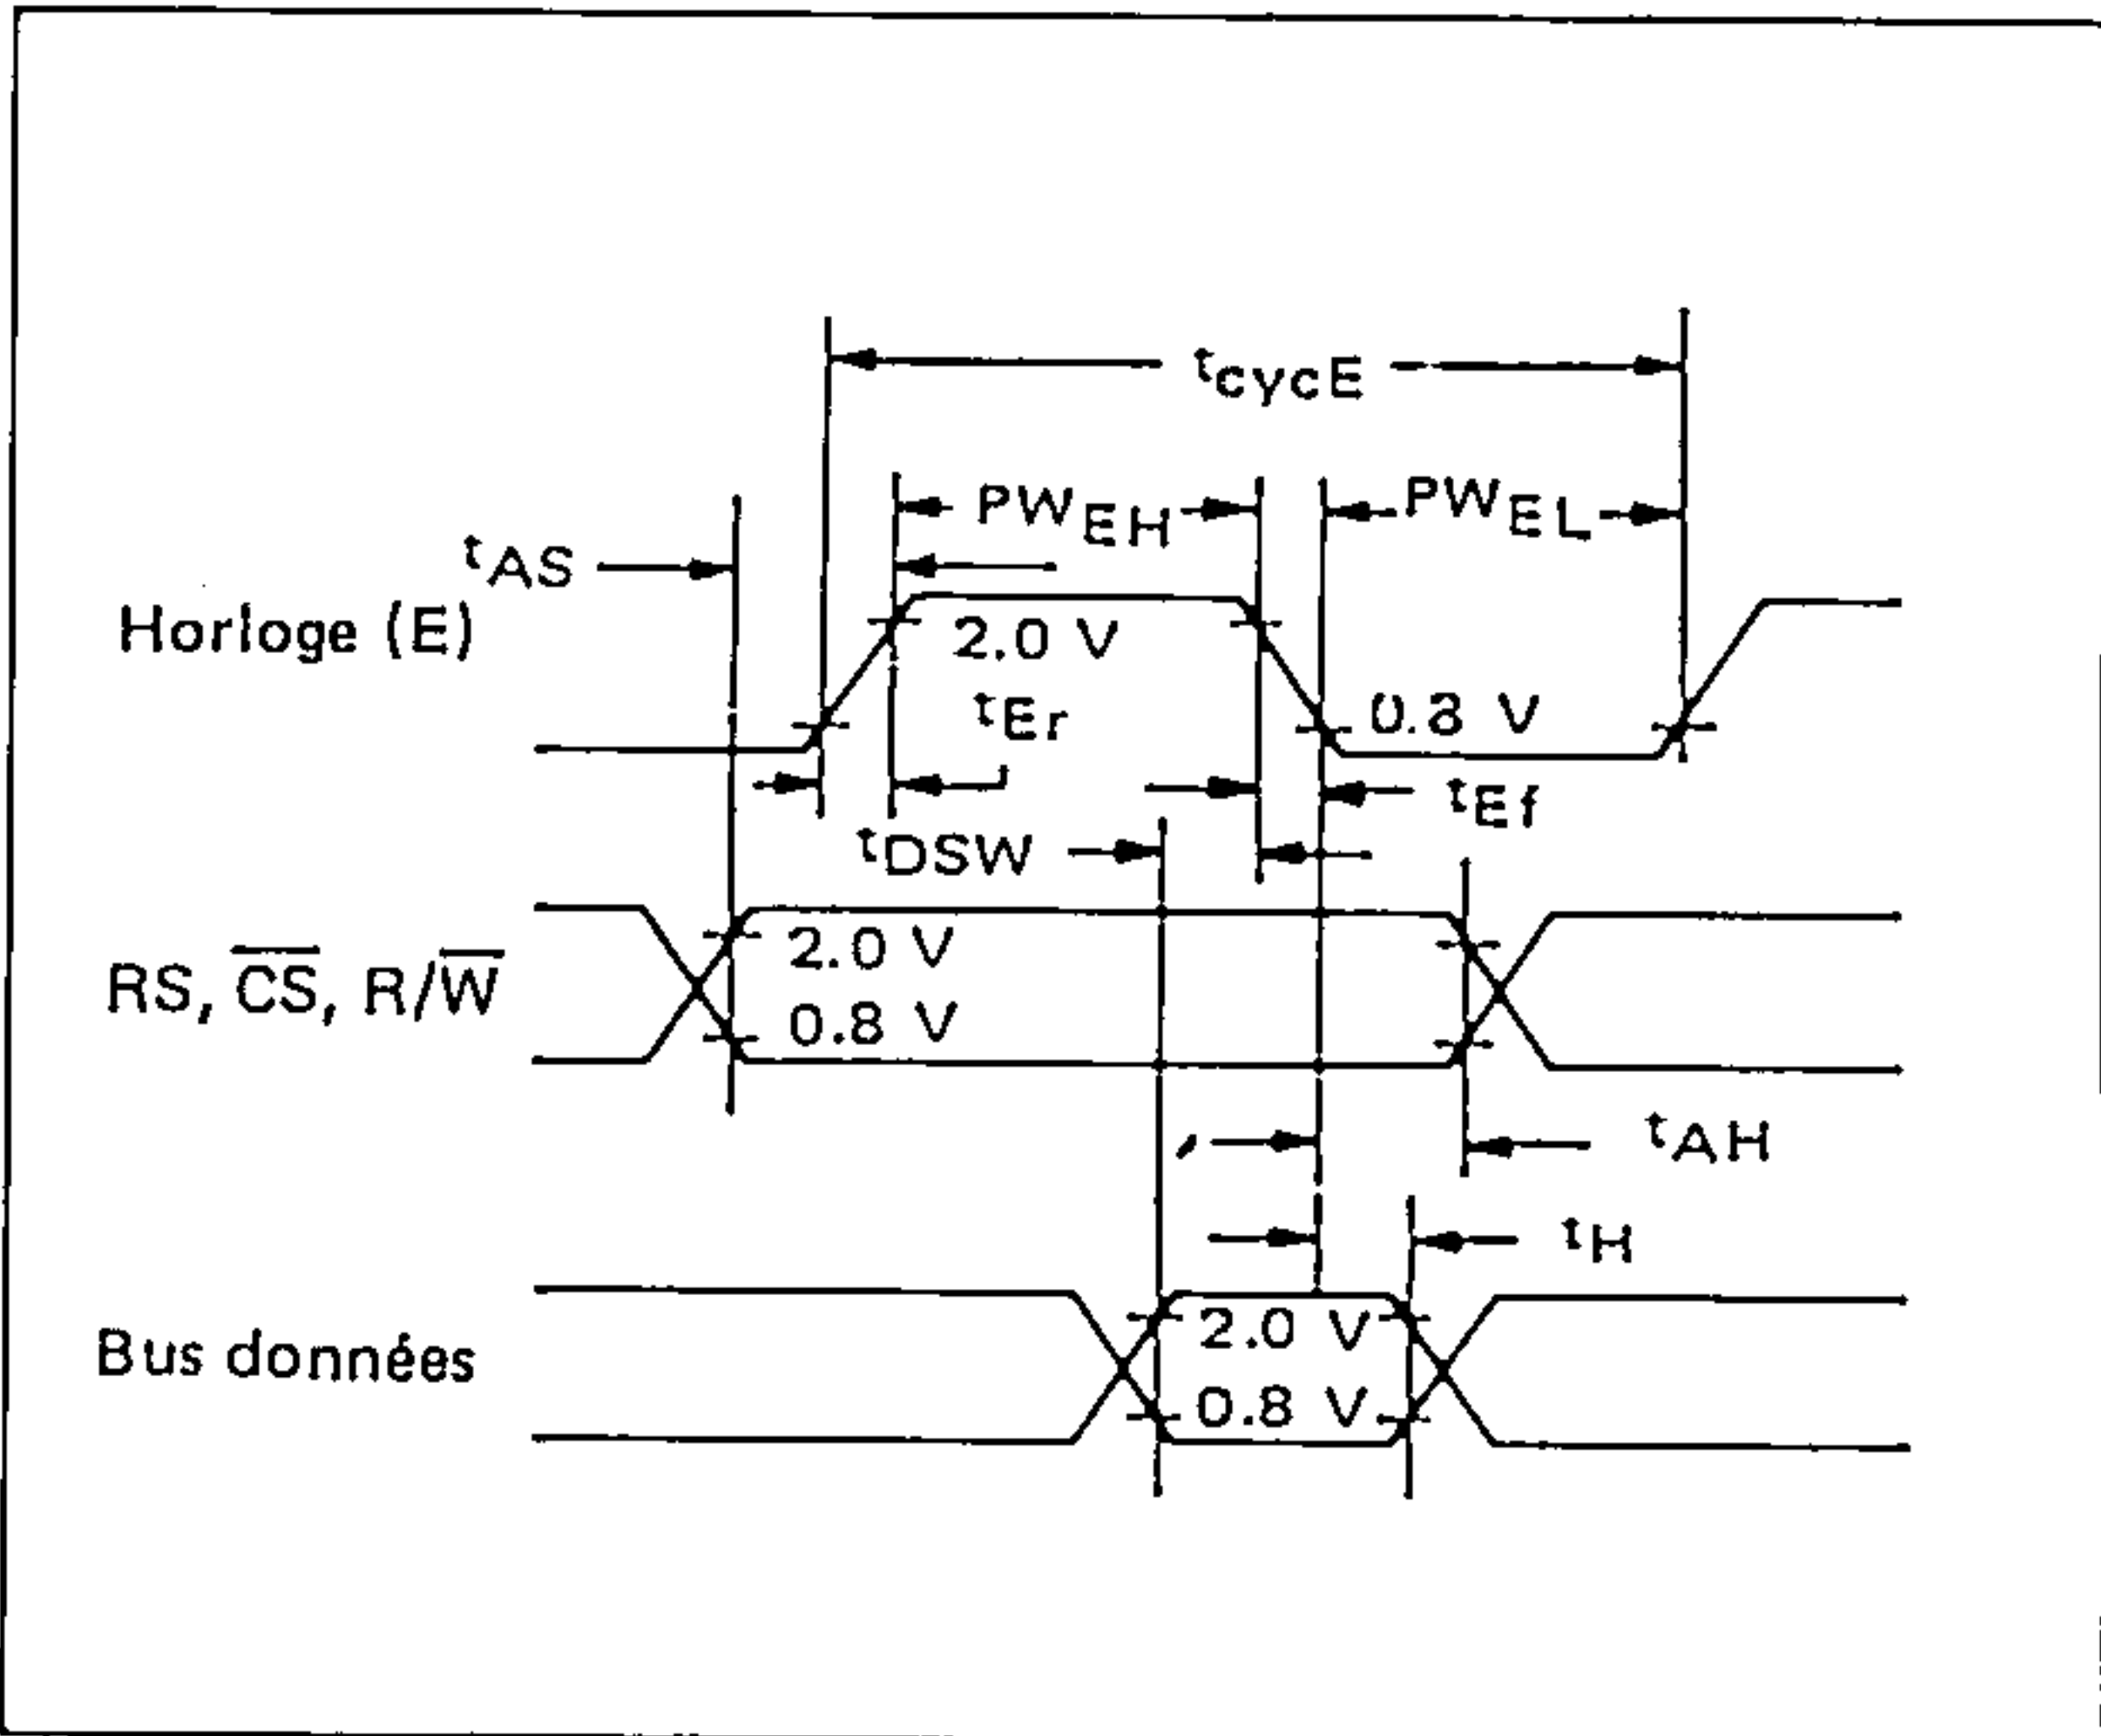 tcycE
PWEH
PWEL
tAS
Horloge (E)
2.0 V
tEr
0.8 V
tEf
tDSW
RS, CS, R/W
2.0 V
0.8 V
tAH
tH
Bus données
2.0 V
0.8 V